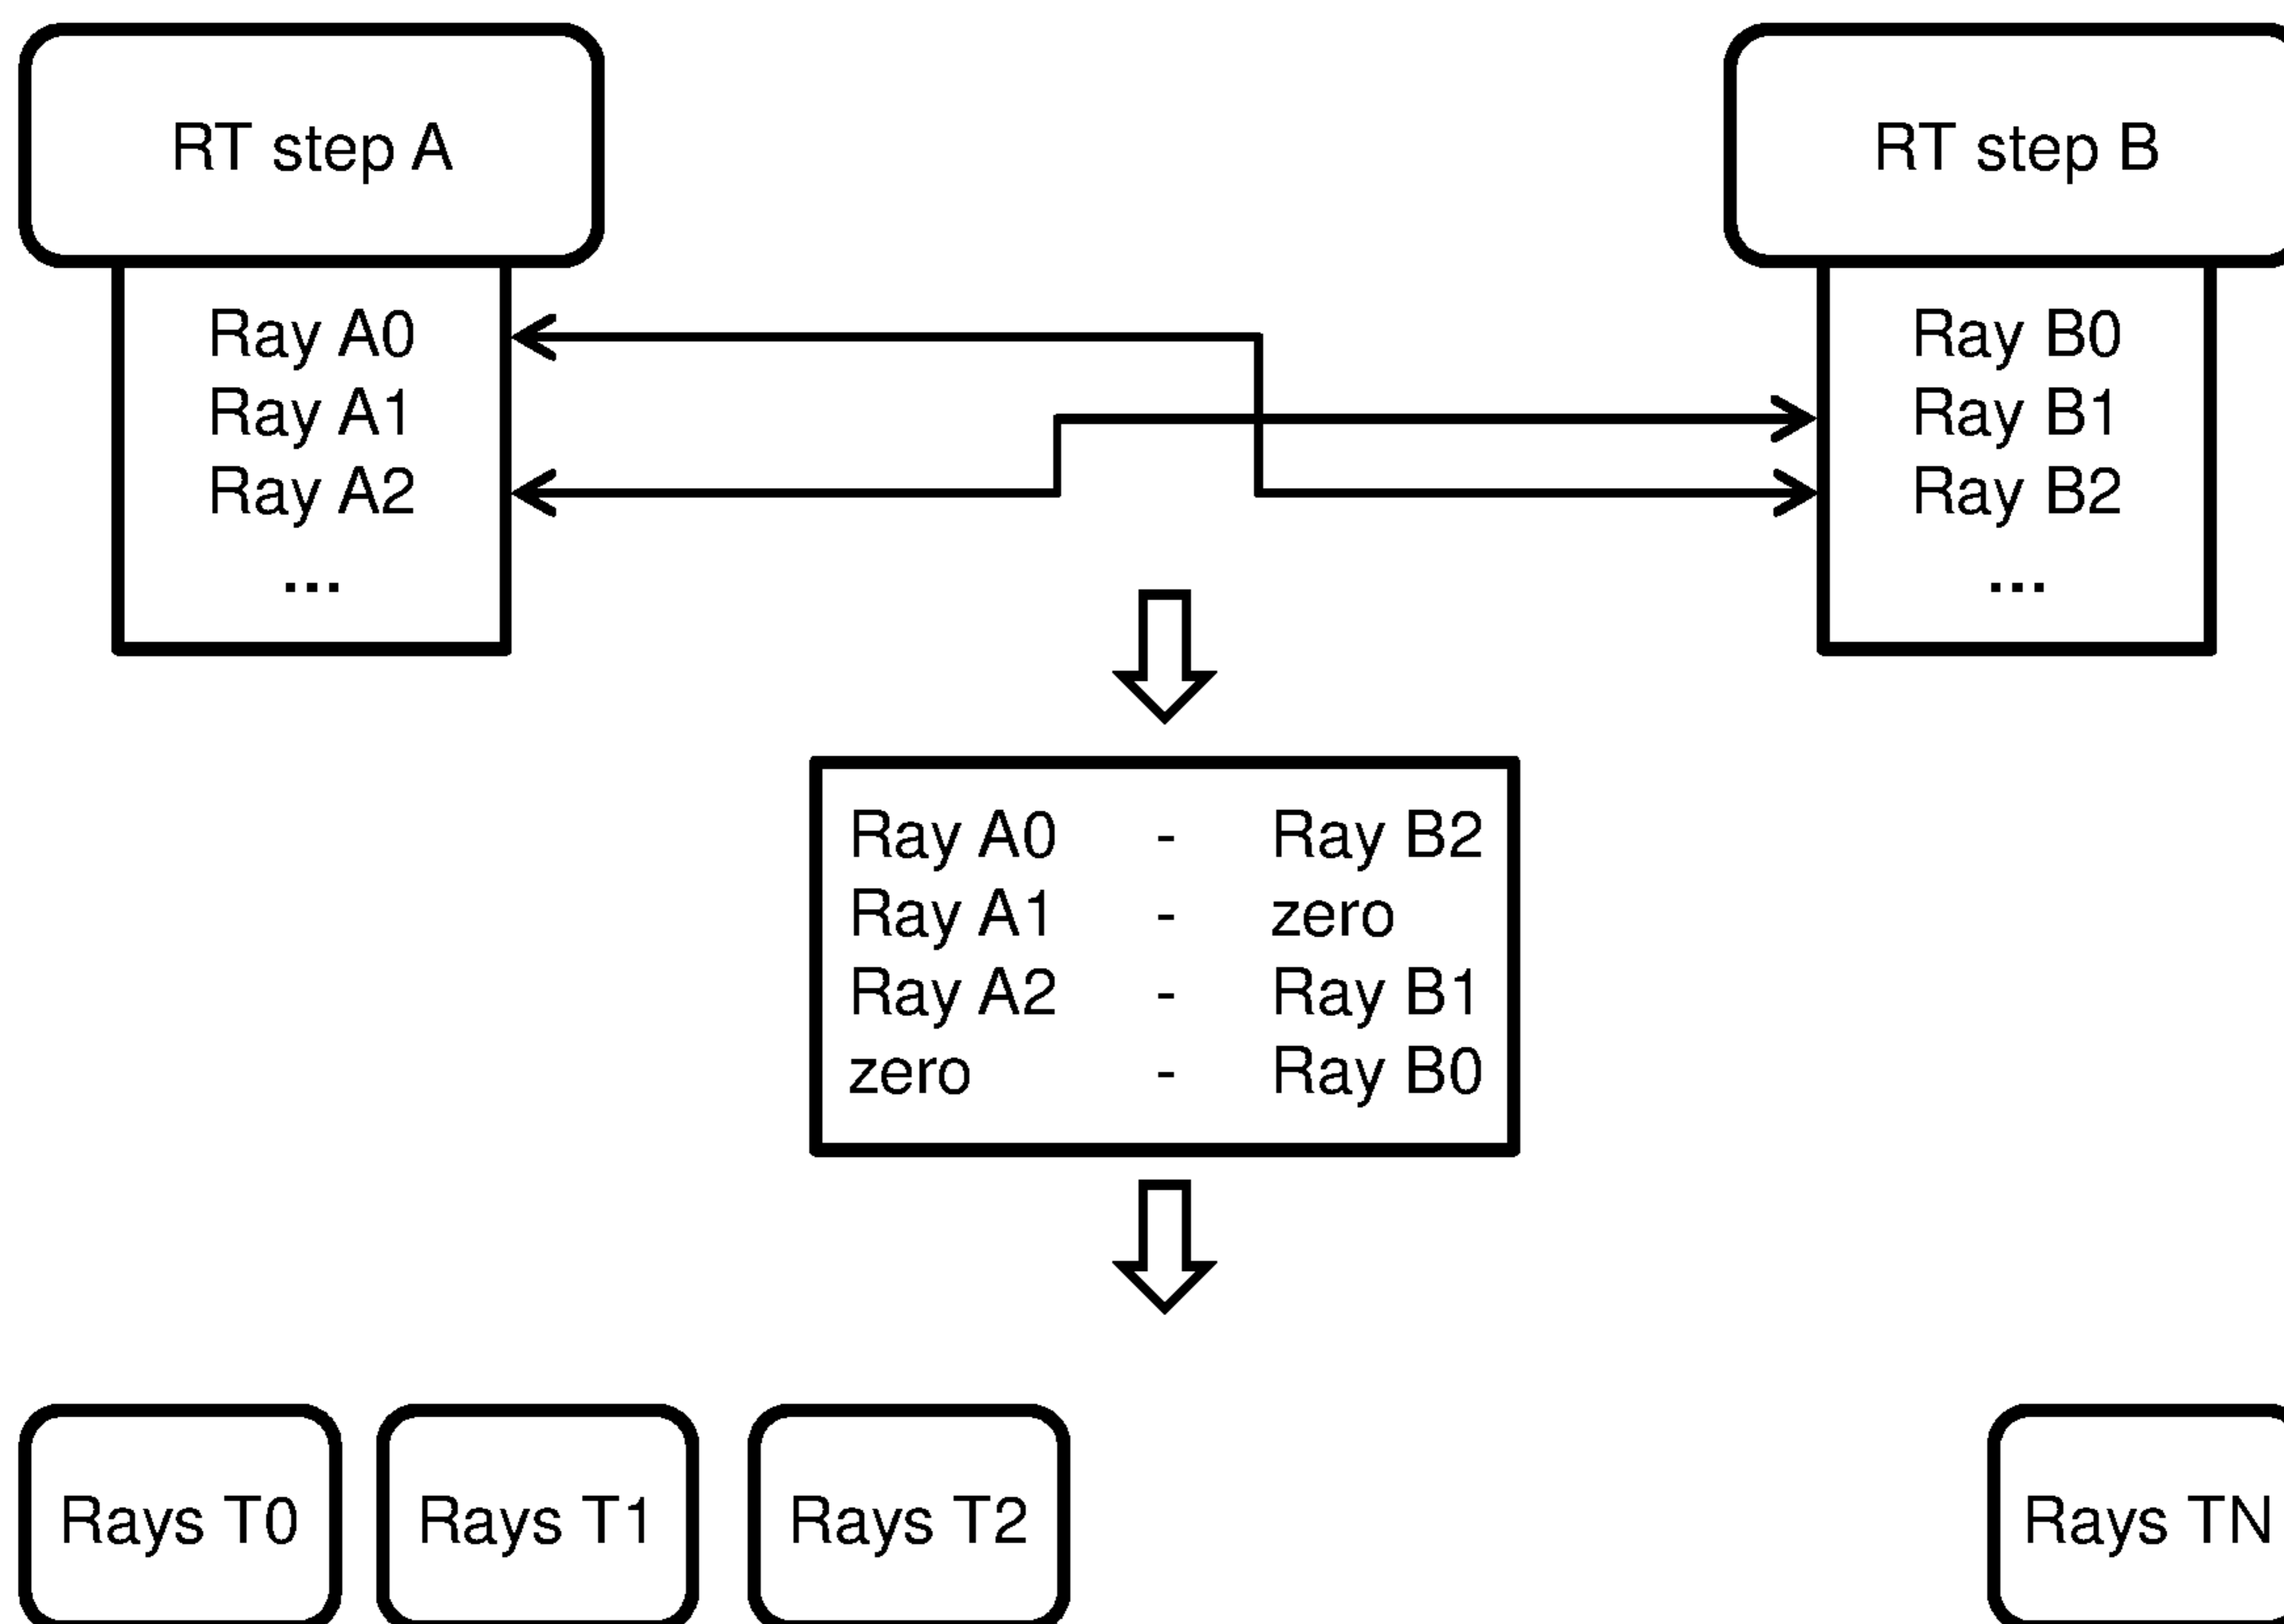 RT step A
RT step B
Ray A0
Ray A1
Ray A2
...
Ray B0
Ray B1
Ray B2
...
Ray A0 - Ray B2
Ray A1 - zero
Ray A2 - Ray B1
zero - Ray B0
Rays T0
Rays T1
Rays T2
Rays TN